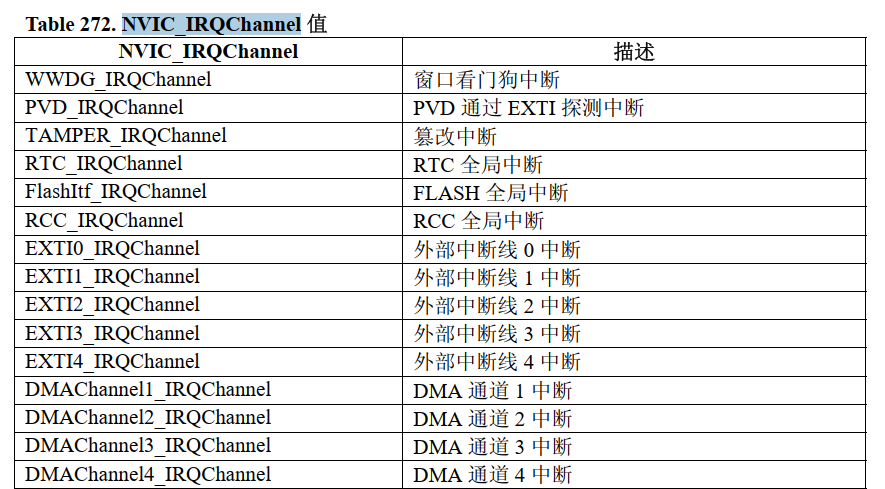 Table 272. NVIC_IRQChannel 值
NVIC_IRQChannel 描述
WWDG_IRQChannel 窗口看门狗中断
PVD_IRQChannel PVD 通过 EXTI 探测中断
TAMPER_IRQChannel 篡改中断
RTC_IRQChannel RTC 全局中断
FlashItf_IRQChannel FLASH 全局中断
RCC_IRQChannel RCC 全局中断
EXTI0_IRQChannel 外部中断线 0 中断
EXTI1_IRQChannel 外部中断线 1 中断
EXTI2_IRQChannel 外部中断线 2 中断
EXTI3_IRQChannel 外部中断线 3 中断
EXTI4_IRQChannel 外部中断线 4 中断
DMAChannel1_IRQChannel DMA 通道 1 中断
DMAChannel2_IRQChannel DMA 通道 2 中断
DMAChannel3_IRQChannel DMA 通道 3 中断
DMAChannel4_IRQChannel DMA 通道 4 中断